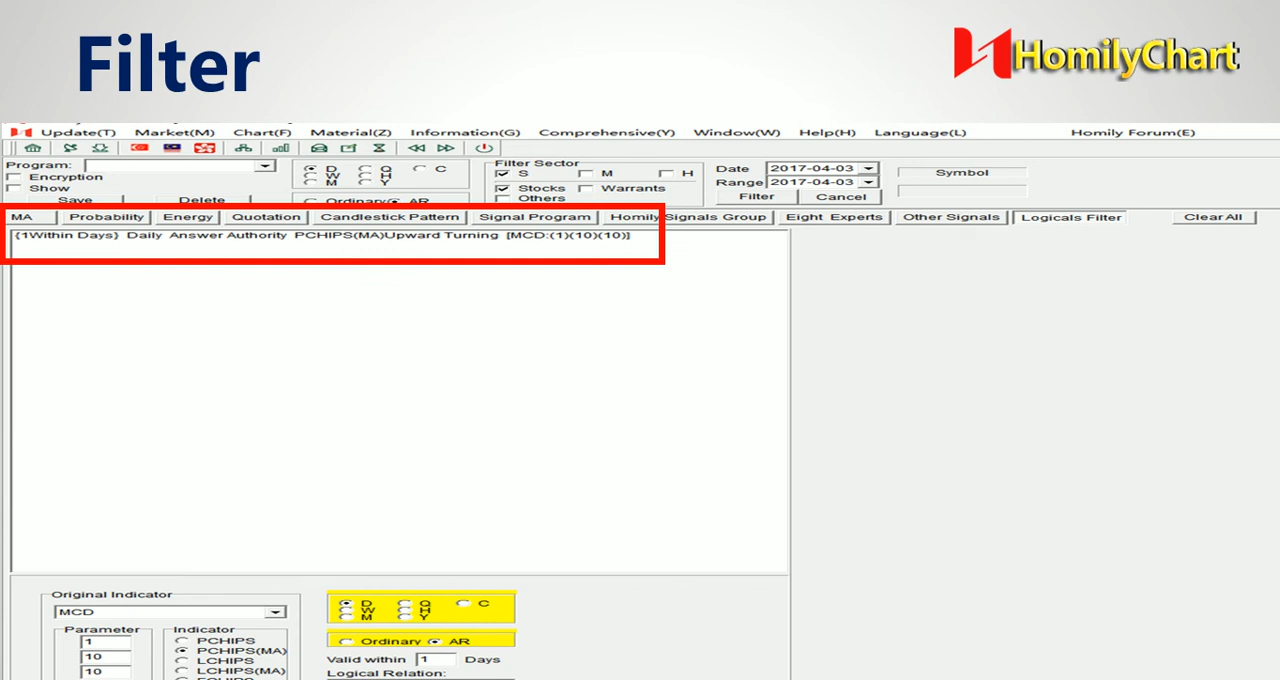 Filter
HomilyChart
Update(T) Market(M) Chart(F) Material(Z) Information(G) Comprehensive(Y) Window(W) Help(H) Language(L) Homily Forum(E)
Program:
Encryption
Show
Save Delete
D Q C
W H
M Y
Ordinary AR
Filter Sector
S M H
Stocks Warrants
Others
Date 2017-04-03
Range 2017-04-03
Filter Cancel
Symbol
MA Probability Energy Quotation Candlestick Pattern Signal Program Homily Signals Group Eight Experts Other Signals Logicals Filter Clear All
{1Within Days} Daily Answer Authority PCHIPS(MA)Upward Turning [MCD:(1)(10)(10)]
Original Indicator
MCD
Parameter
1
10
10
Indicator
PCHIPS
PCHIPS(MA)
LCHIPS
LCHIPS(MA)
D Q C
W H
M Y
Ordinary AR
Valid within 1 Days
Logical Relation: